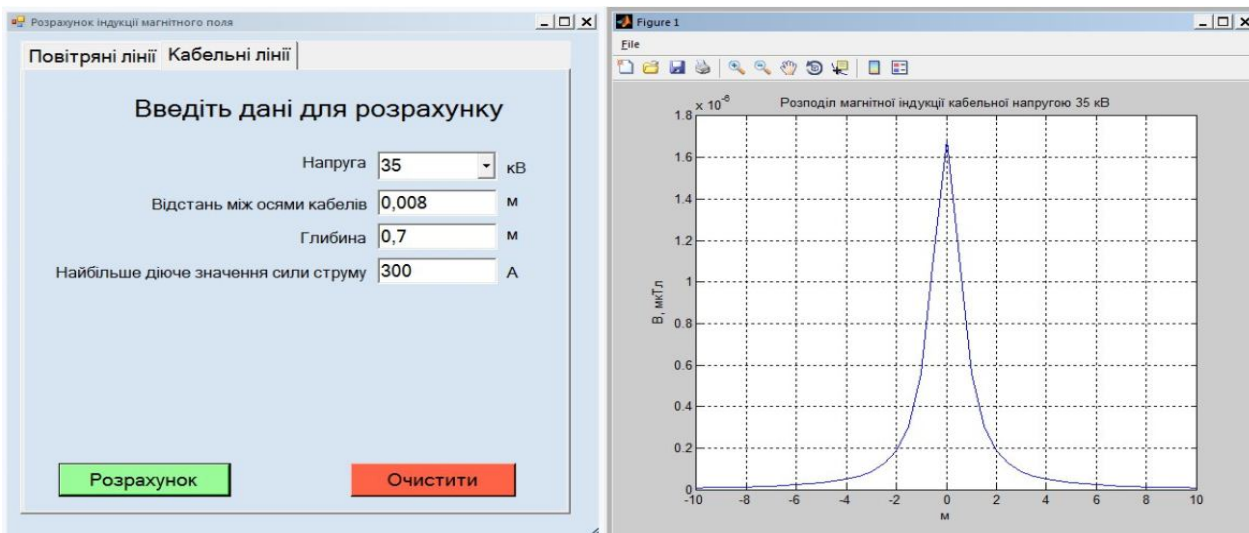 Розрахунок індукції магнітного поля
Повітряні лінії Кабельні лінії
Введіть дані для розрахунку
Напруга 35 кВ
Відстань між осями кабелів 0,008 м
Глибина 0,7 м
Найбільше діюче значення сили струму 300 А
Розрахунок Очистити
Figure 1
File
x 10⁻⁶ Розподіл магнітної індукції кабельної напругою 35 кВ
1.8
1.6
1.4
1.2
1
0.8
0.6
0.4
0.2
0
В, мкТл
-10 -8 -6 -4 -2 0 2 4 6 8 10
м